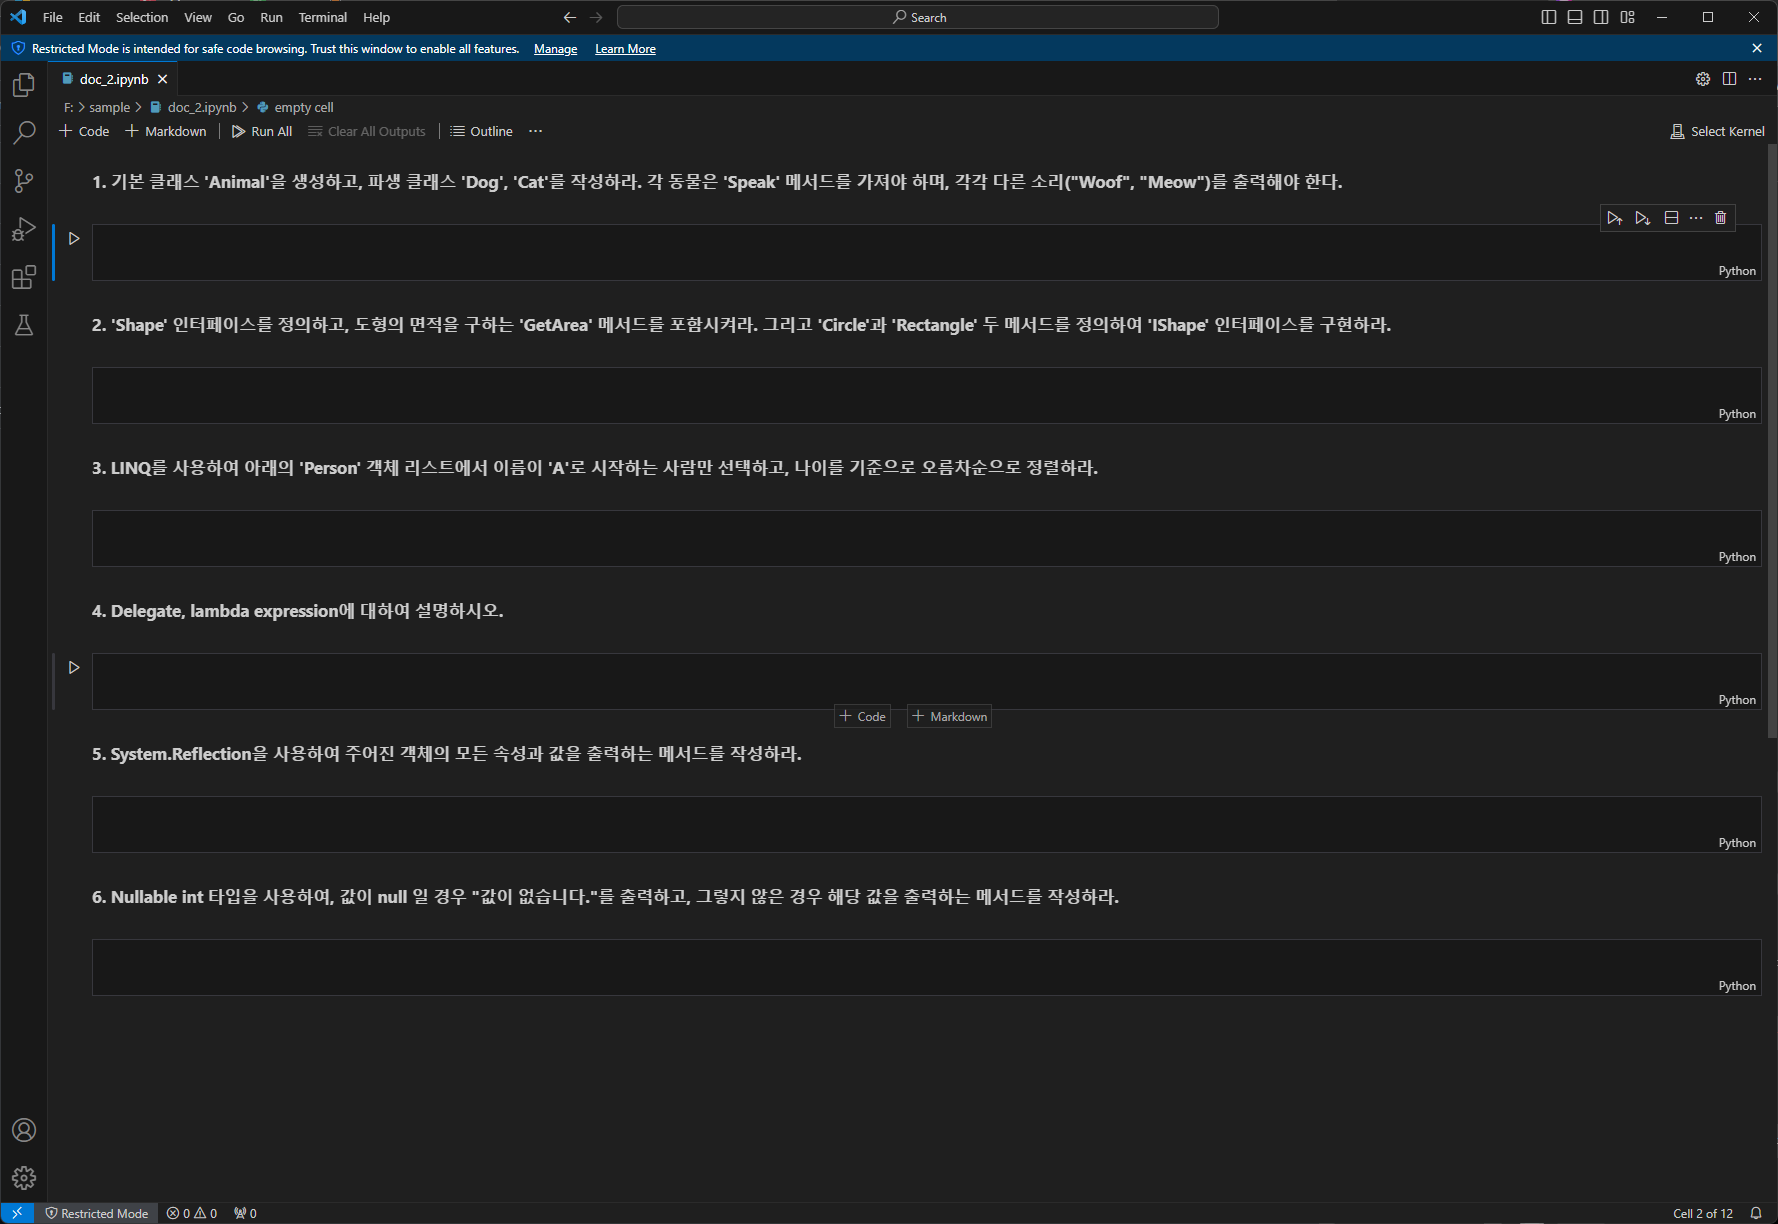 File Edit Selection View Go Run Terminal Help
Search
Restricted Mode is intended for safe code browsing. Trust this window to enable all features. Manage Learn More
doc_2.ipynb
F: > sample > doc_2.ipynb > empty cell
Code Markdown Run All Clear All Outputs Outline ... Select Kernel
1. 기본 클래스 'Animal'을 생성하고, 파생 클래스 'Dog', 'Cat'를 작성하라. 각 동물은 'Speak' 메서드를 가져야 하며, 각각 다른 소리("Woof", "Meow")를 출력해야 한다.
Python
2. 'Shape' 인터페이스를 정의하고, 도형의 면적을 구하는 'GetArea' 메서드를 포함시켜라. 그리고 'Circle'과 'Rectangle' 두 메서드를 정의하여 'IShape' 인터페이스를 구현하라.
Python
3. LINQ를 사용하여 아래의 'Person' 객체 리스트에서 이름이 'A'로 시작하는 사람만 선택하고, 나이를 기준으로 오름차순으로 정렬하라.
Python
4. Delegate, lambda expression에 대하여 설명하시오.
Python
Code Markdown
5. System.Reflection을 사용하여 주어진 객체의 모든 속성과 값을 출력하는 메서드를 작성하라.
Python
6. Nullable int 타입을 사용하여, 값이 null 일 경우 "값이 없습니다."를 출력하고, 그렇지 않은 경우 해당 값을 출력하는 메서드를 작성하라.
Python
Restricted Mode 0 0 0 Cell 2 of 12